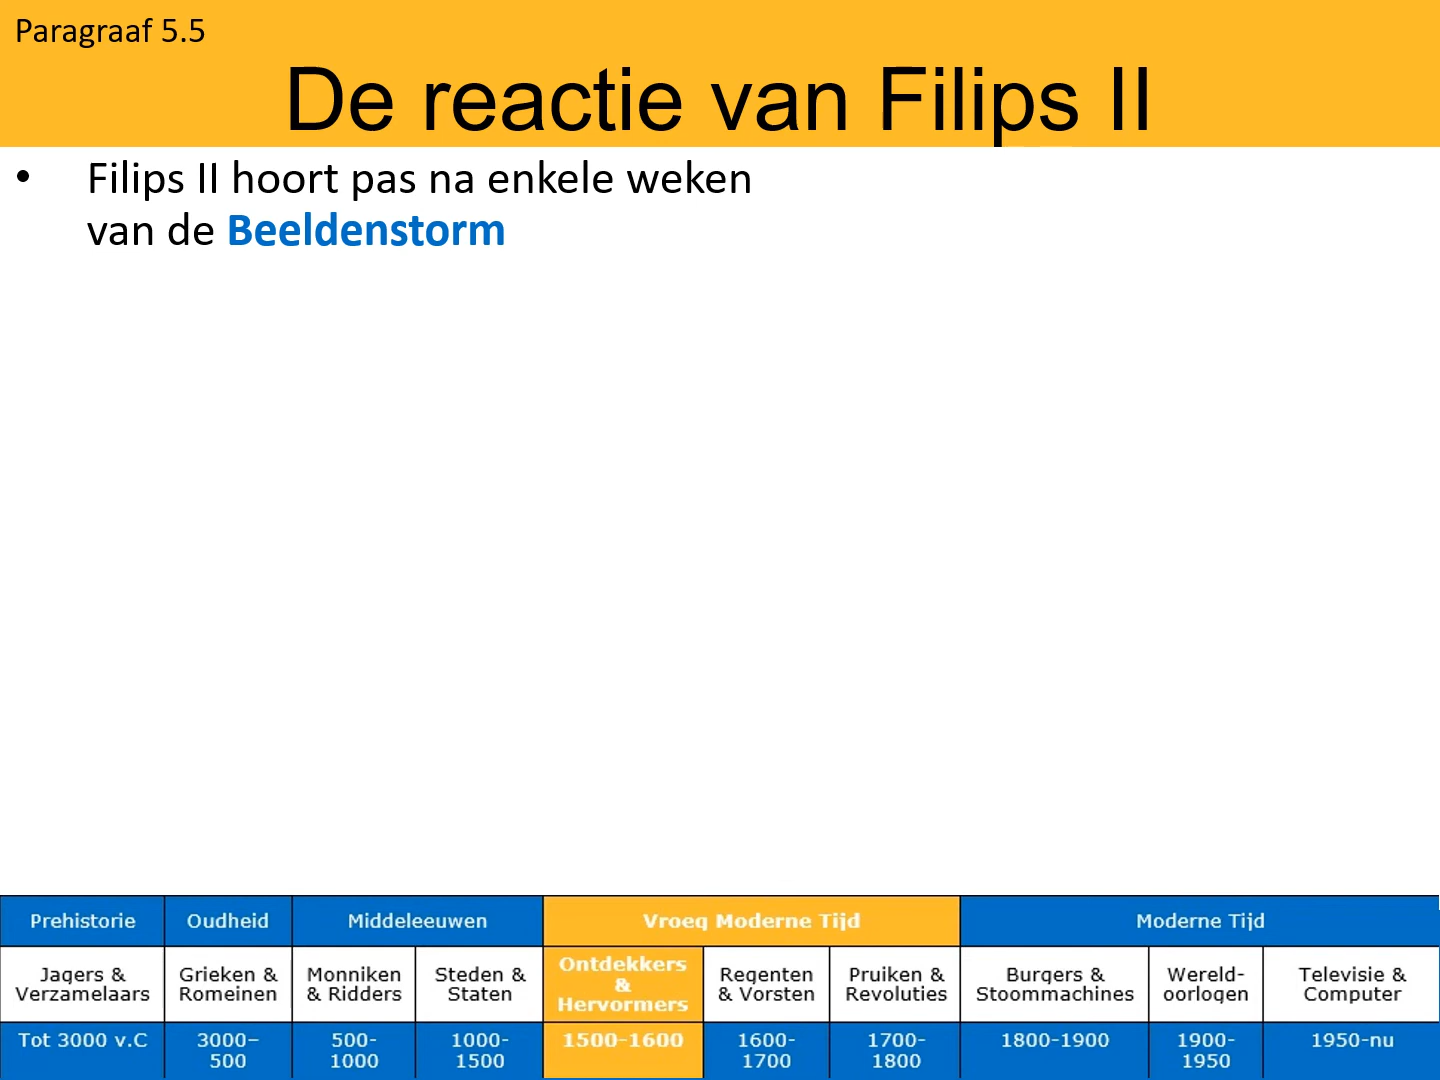 Paragraaf 5.5
De reactie van Filips II
• Filips II hoort pas na enkele weken
van de Beeldenstorm
Prehistorie Oudheid Middeleeuwen Vroeg Moderne Tijd Moderne Tijd
Jagers &
Verzamelaars
Grieken &
Romeinen
Monniken
& Ridders
Steden &
Staten
Ontdekkers
&
Hervormers
Regenten
& Vorsten
Pruiken &
Revoluties
Burgers &
Stoommachines
Wereld-
oorlogen
Televisie &
Computer
Tot 3000 v.C
3000–
500
500-
1000
1000-
1500
1500-1600
1600-
1700
1700-
1800
1800-1900
1900-
1950
1950-nu